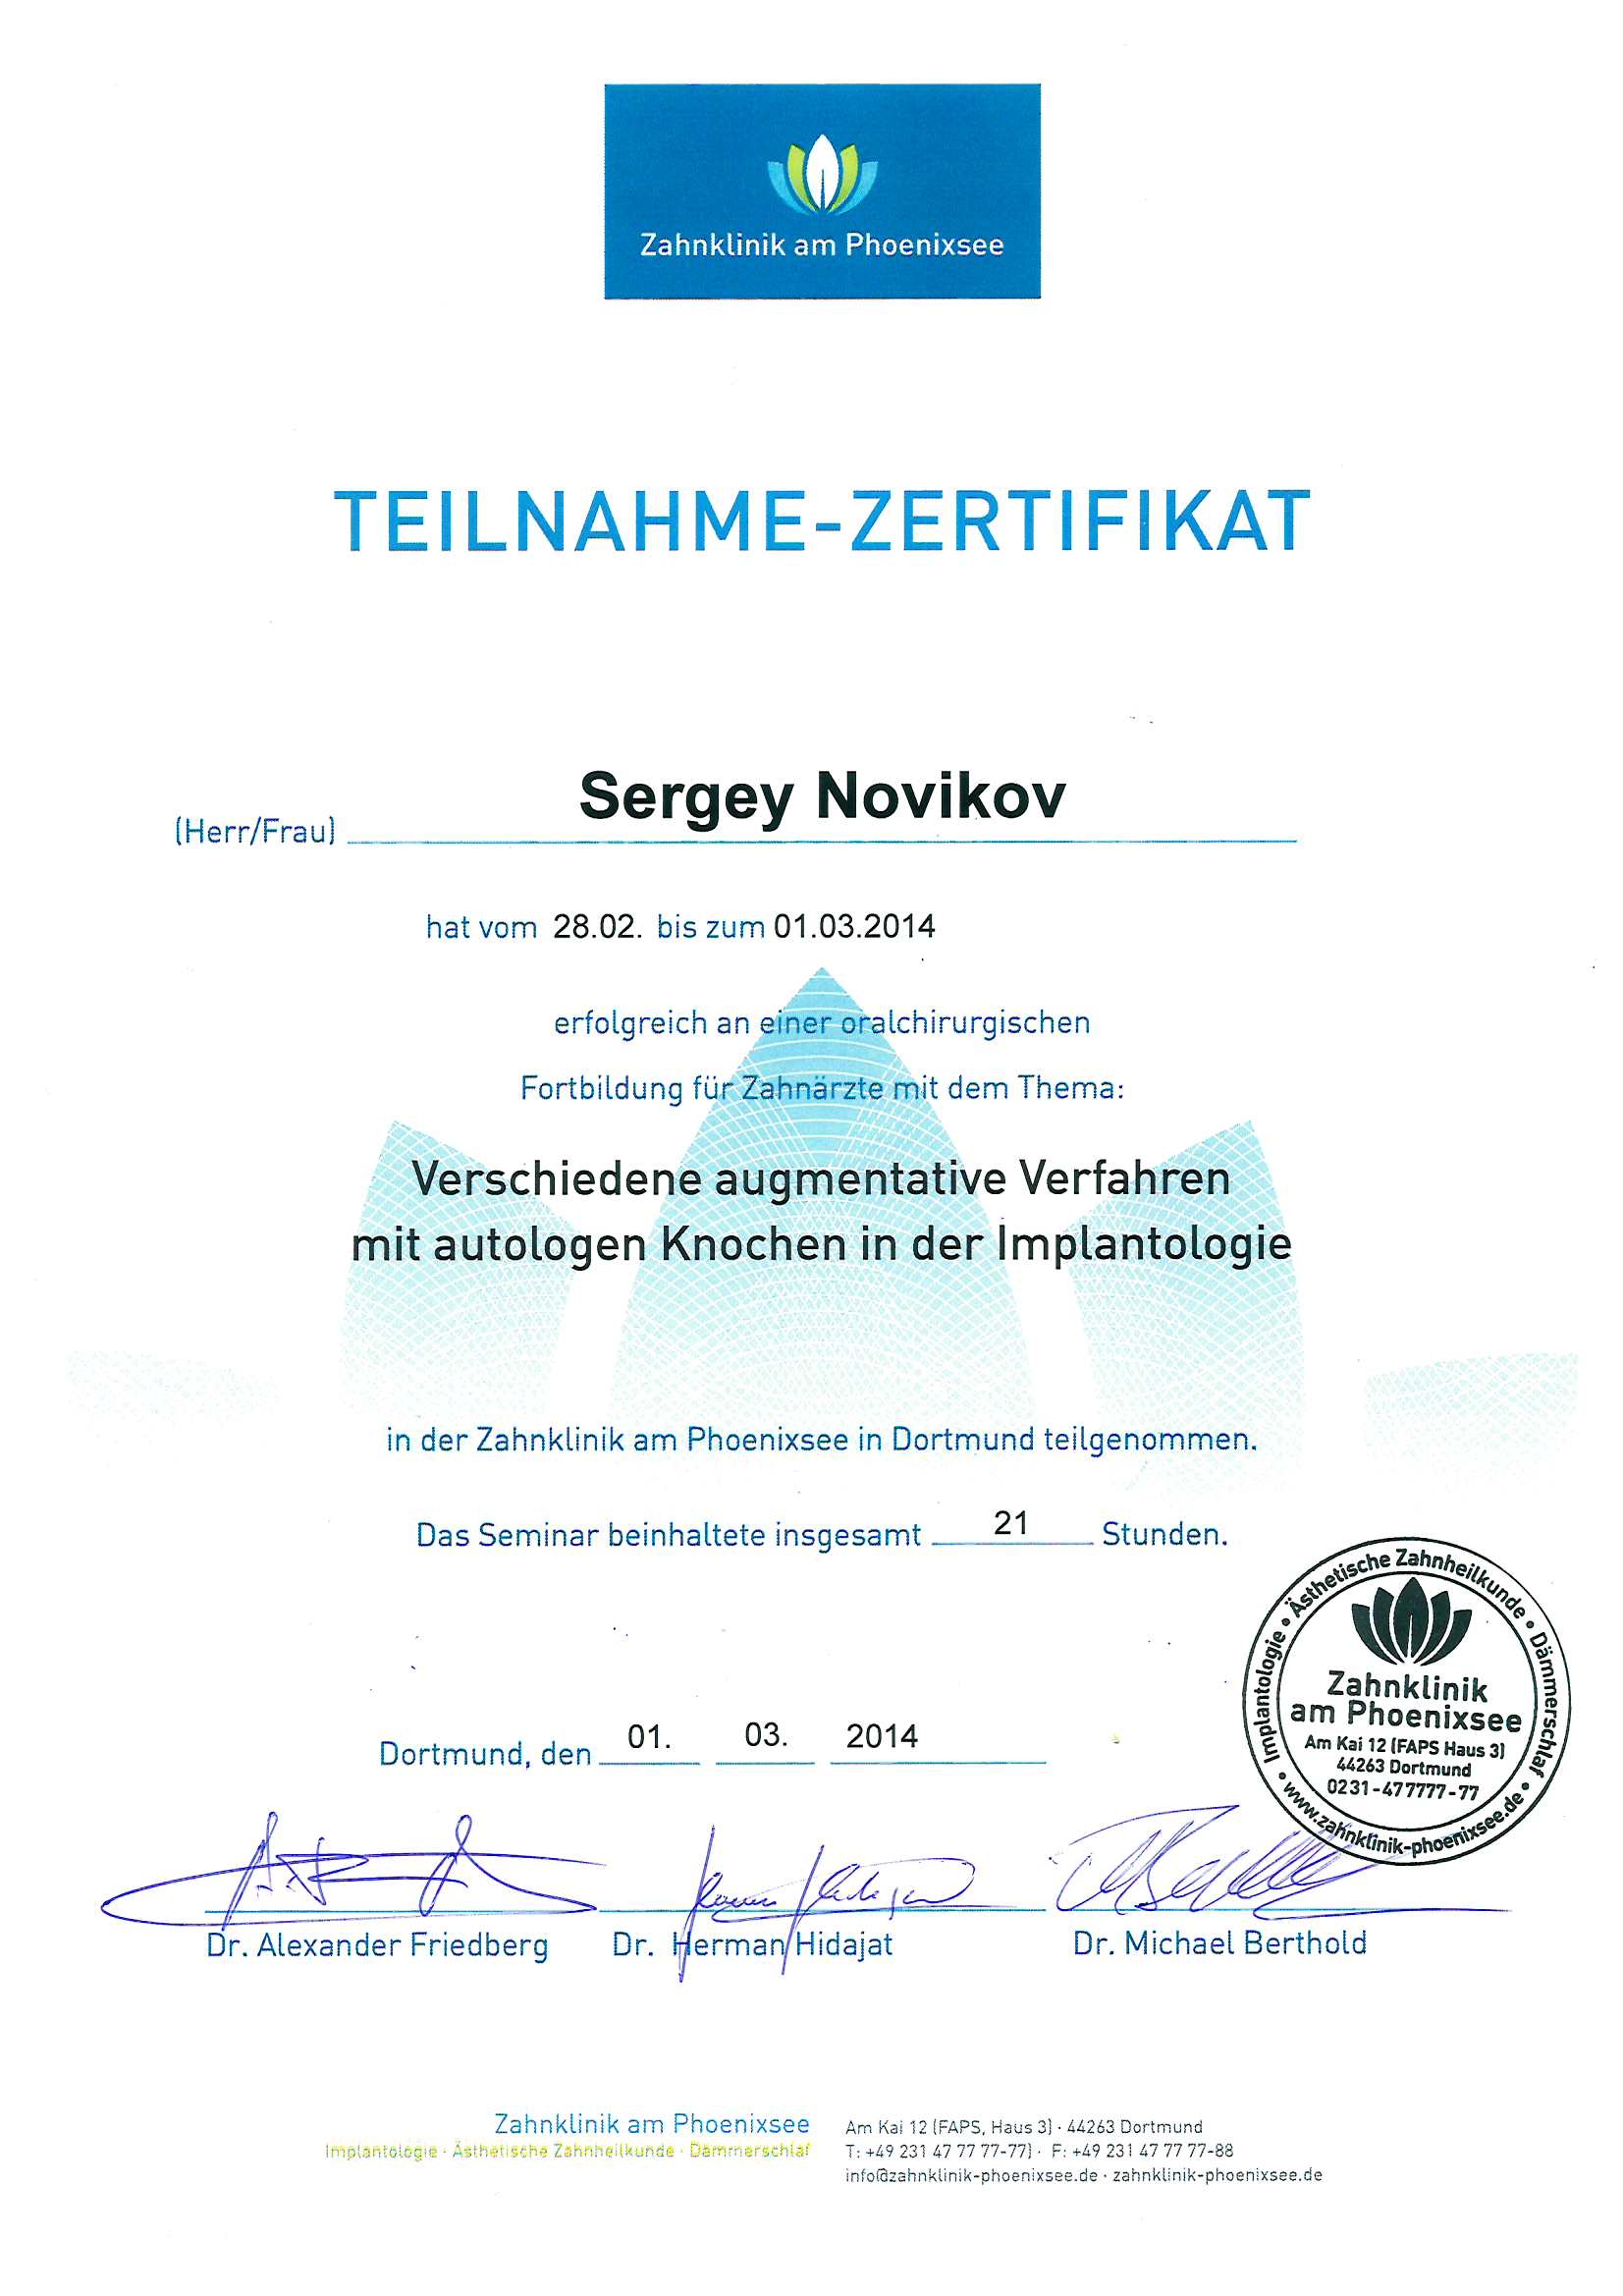 Zahnklinik am Phoenixsee
TEILNAHME-ZERTIFIKAT
Sergey Novikov
(Herr/Frau)
hat vom 28.02. bis zum 01.03.2014
erfolgreich an einer oralchirurgischen
Fortbildung für Zahnärzte mit dem Thema:
Verschiedene augmentative Verfahren
mit autologen Knochen in der Implantologie
in der Zahnklinik am Phoenixsee in Dortmund teilgenommen.
Das Seminar beinhaltete insgesamt 21 Stunden.
Implantologie • Ästhetische Zahnheilkunde • Dämmerschlaf • www.zahnklinik-phoenixsee.de •
Zahnklinik
am Phoenixsee
Am Kai 12 (FAPS Haus 3)
44263 Dortmund
0231-477777-77
Dortmund, den 01. 03. 2014
Dr. Alexander Friedberg Dr. Herman Hidajat Dr. Michael Berthold
Zahnklinik am Phoenixsee
Implantologie · Ästhetische Zahnheilkunde · Dämmerschlaf
Am Kai 12 (FAPS, Haus 3) · 44263 Dortmund
T: +49 231 47 77 77-77) · F: +49 231 47 77 77-88
info@zahnklinik-phoenixsee.de · zahnklinik-phoenixsee.de